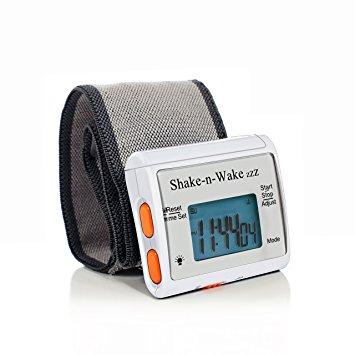 Shake-n-Wake zzz
Start
Stop
Adjust
/Reset
me Set
11:44 04
Mode